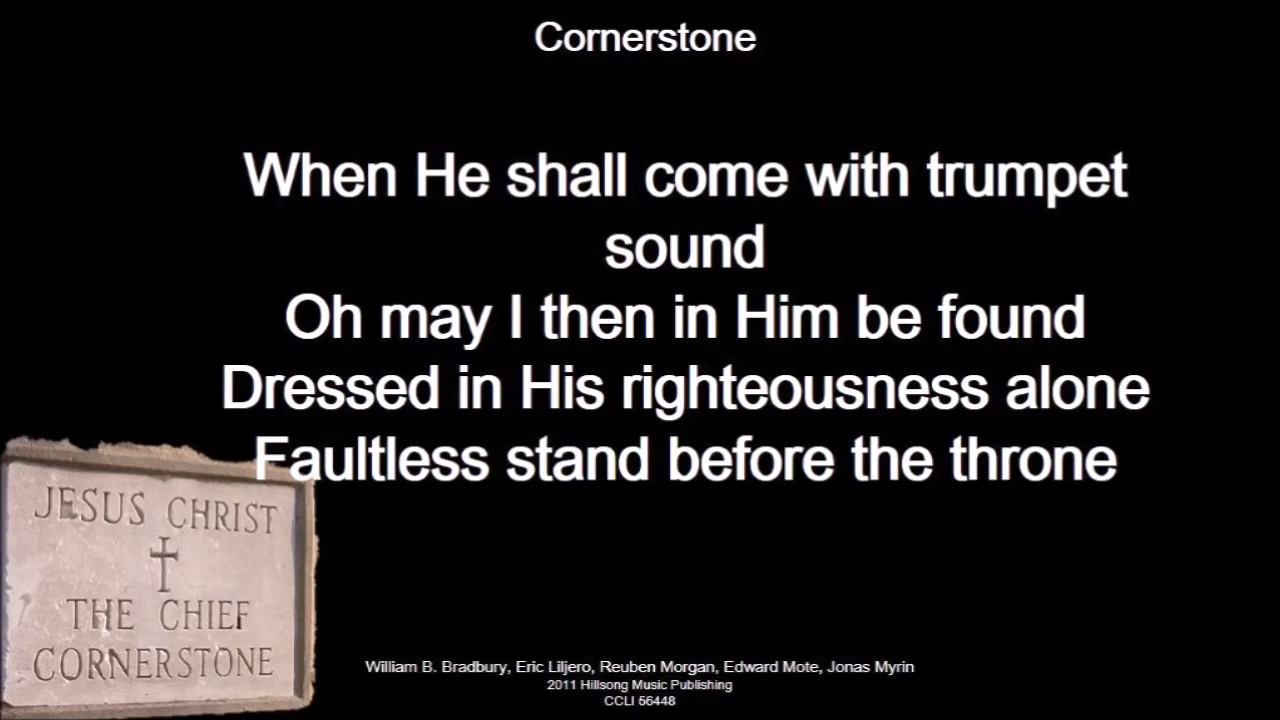 Cornerstone
When He shall come with trumpet
sound
Oh may I then in Him be found
Dressed in His righteousness alone
Faultless stand before the throne
JESUS CHRIST
THE CHIEF
CORNERSTONE
William B. Bradbury, Eric Liljero, Reuben Morgan, Edward Mote, Jonas Myrin
2011 Hillsong Music Publishing
CCLI 56448